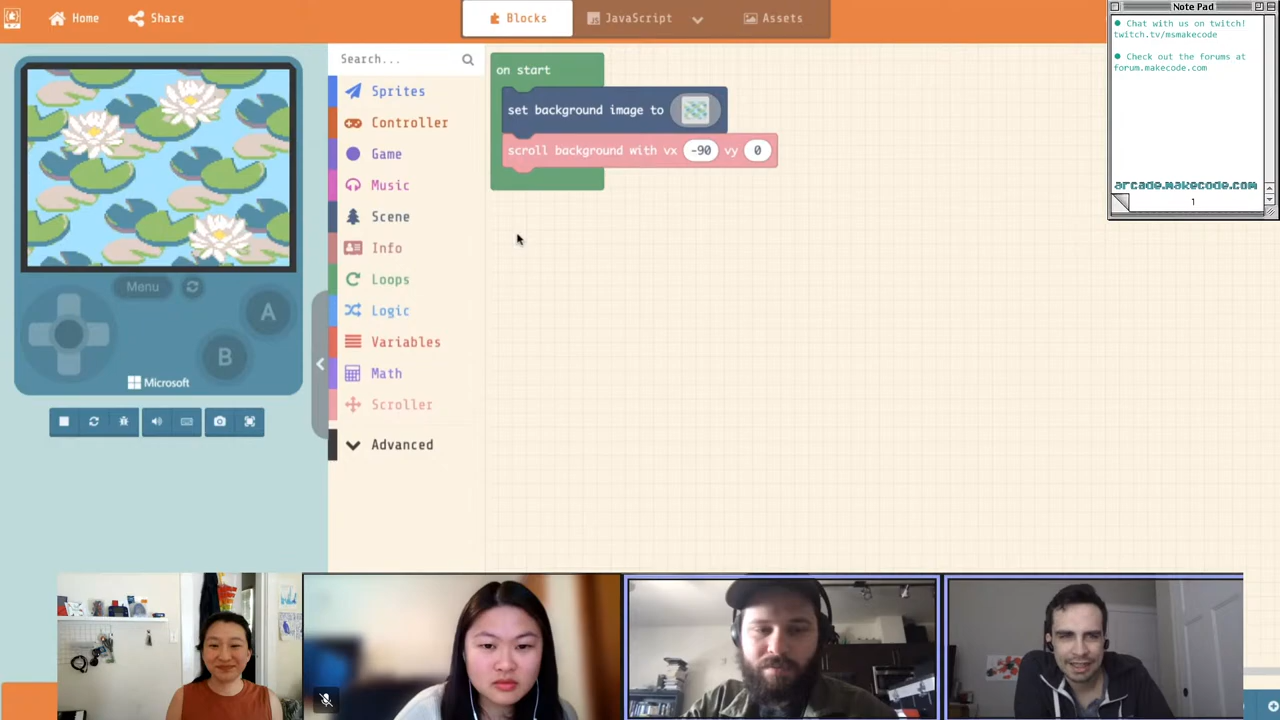 Home
Share
Blocks
JavaScript
Assets
Note Pad
● Chat with us on twitch!
twitch.tv/msmakecode
● Check out the forums at
forum.makecode.com
arcade.makecode.com
1
Search...
Sprites
Controller
Game
Music
Scene
Info
Loops
Logic
Variables
Math
Scroller
Advanced
on start
set background image to
scroll background with vx -90 vy 0
Menu
A
B
Microsoft